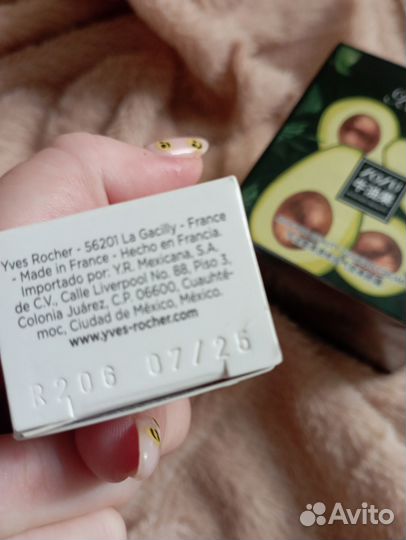 Yves Rocher - 56201 La Gacilly - France
- Made in France - Hecho en Francia.
Importado por: Y.R. Mexicana, S.A.
de C.V., Calle Liverpool No. 88, Piso 3,
Colonia Juárez, C.P. 06600, Cuauhté-
moc, Ciudad de México, México.
www.yves-rocher.com
R206 07/26
Avito